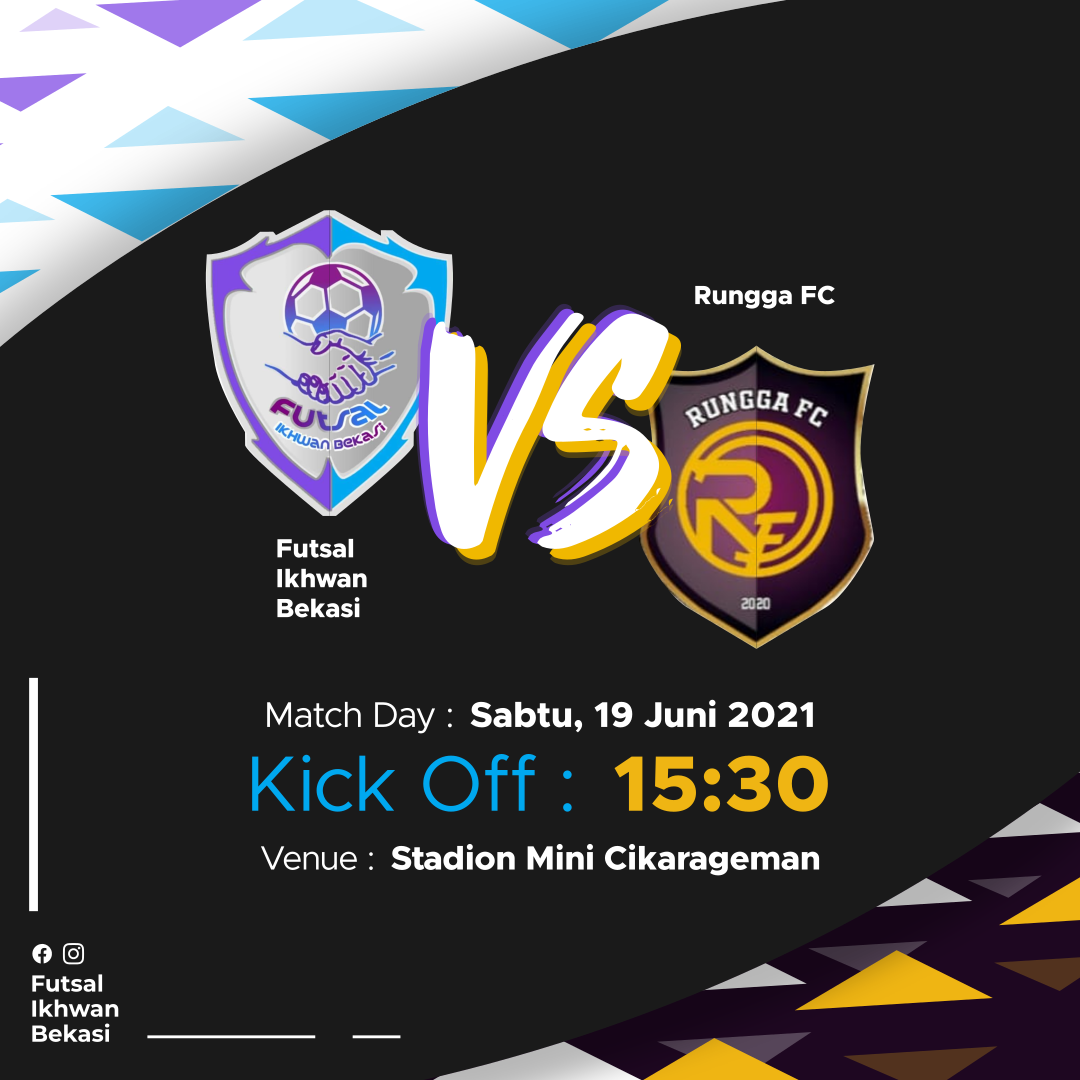 FUTSAL
IKHWAN BEKASI
VS
Rungga FC
RUNGGA FC
RFC
2020
Futsal
Ikhwan
Bekasi
Match Day : Sabtu, 19 Juni 2021
Kick Off : 15:30
Venue : Stadion Mini Cikarageman
Futsal
Ikhwan
Bekasi